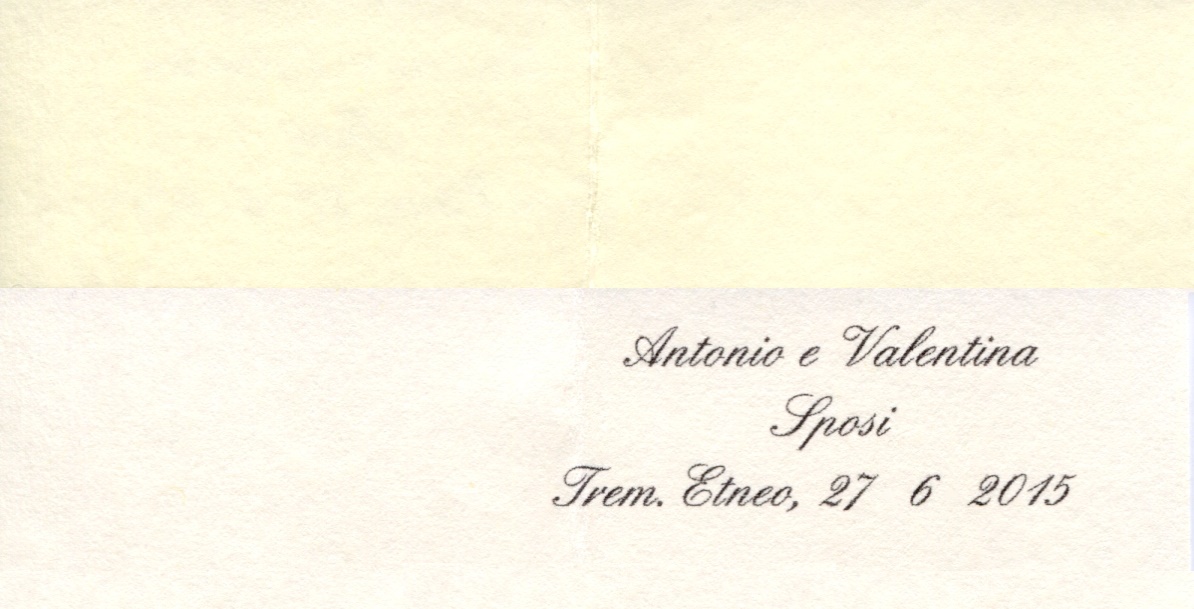 Antonio e Valentina
Sposi
Trem. Etneo, 27 6 2015